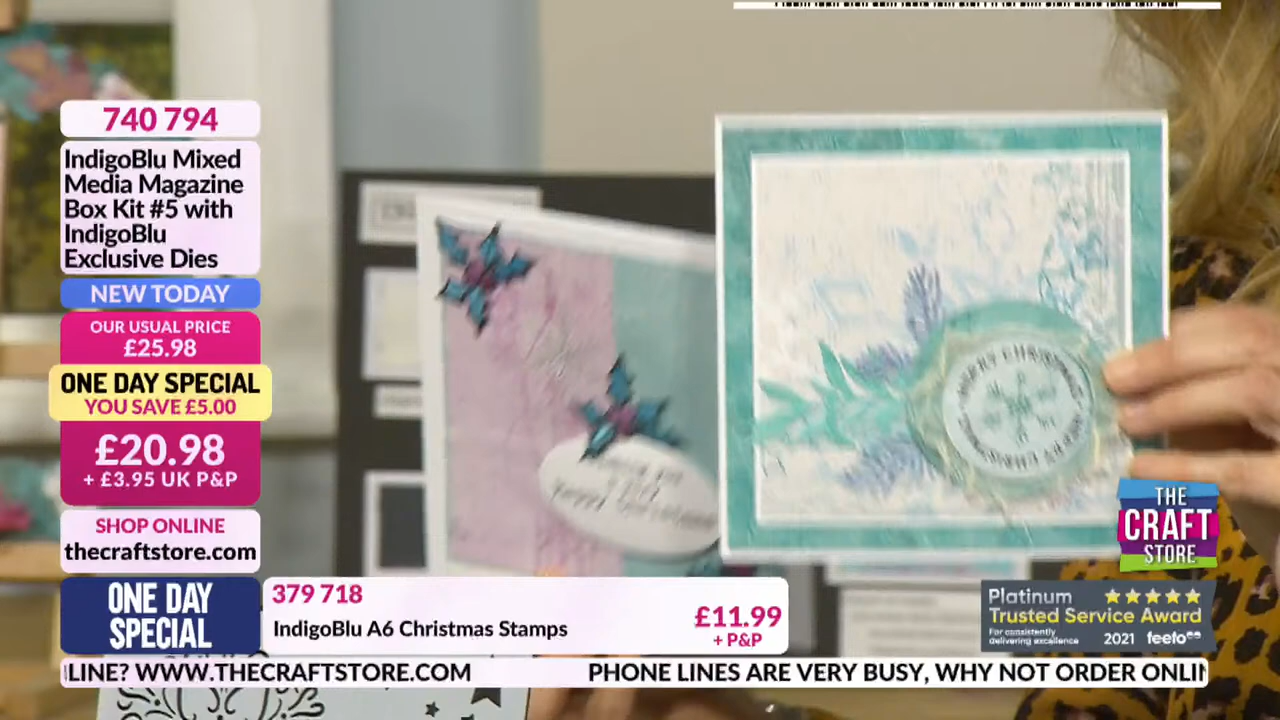 740 794
IndigoBlu Mixed
Media Magazine
Box Kit #5 with
IndigoBlu
Exclusive Dies
NEW TODAY
OUR USUAL PRICE
£25.98
ONE DAY SPECIAL
YOU SAVE £5.00
£20.98
+ £3.95 UK P&P
SHOP ONLINE
thecraftstore.com
MERRY CHRISTMAS
THE
CRAFT
STORE
ONE DAY
SPECIAL
379 718
IndigoBlu A6 Christmas Stamps
£11.99
+ P&P
Platinum
Trusted Service Award
For consistently
delivering excellence
2021 feefo
LINE? WWW.THECRAFTSTORE.COM
PHONE LINES ARE VERY BUSY, WHY NOT ORDER ONLIN